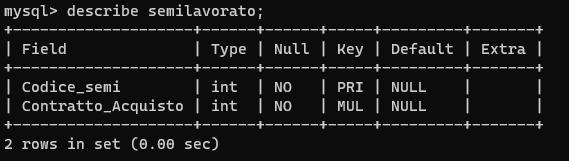 mysql> describe semilavorato;
+--------------------+------+------+-----+---------+-------+
| Field              | Type | Null | Key | Default | Extra |
+--------------------+------+------+-----+---------+-------+
| Codice_semi        | int  | NO   | PRI | NULL    |       |
| Contratto_Acquisto | int  | NO   | MUL | NULL    |       |
+--------------------+------+------+-----+---------+-------+
2 rows in set (0.00 sec)